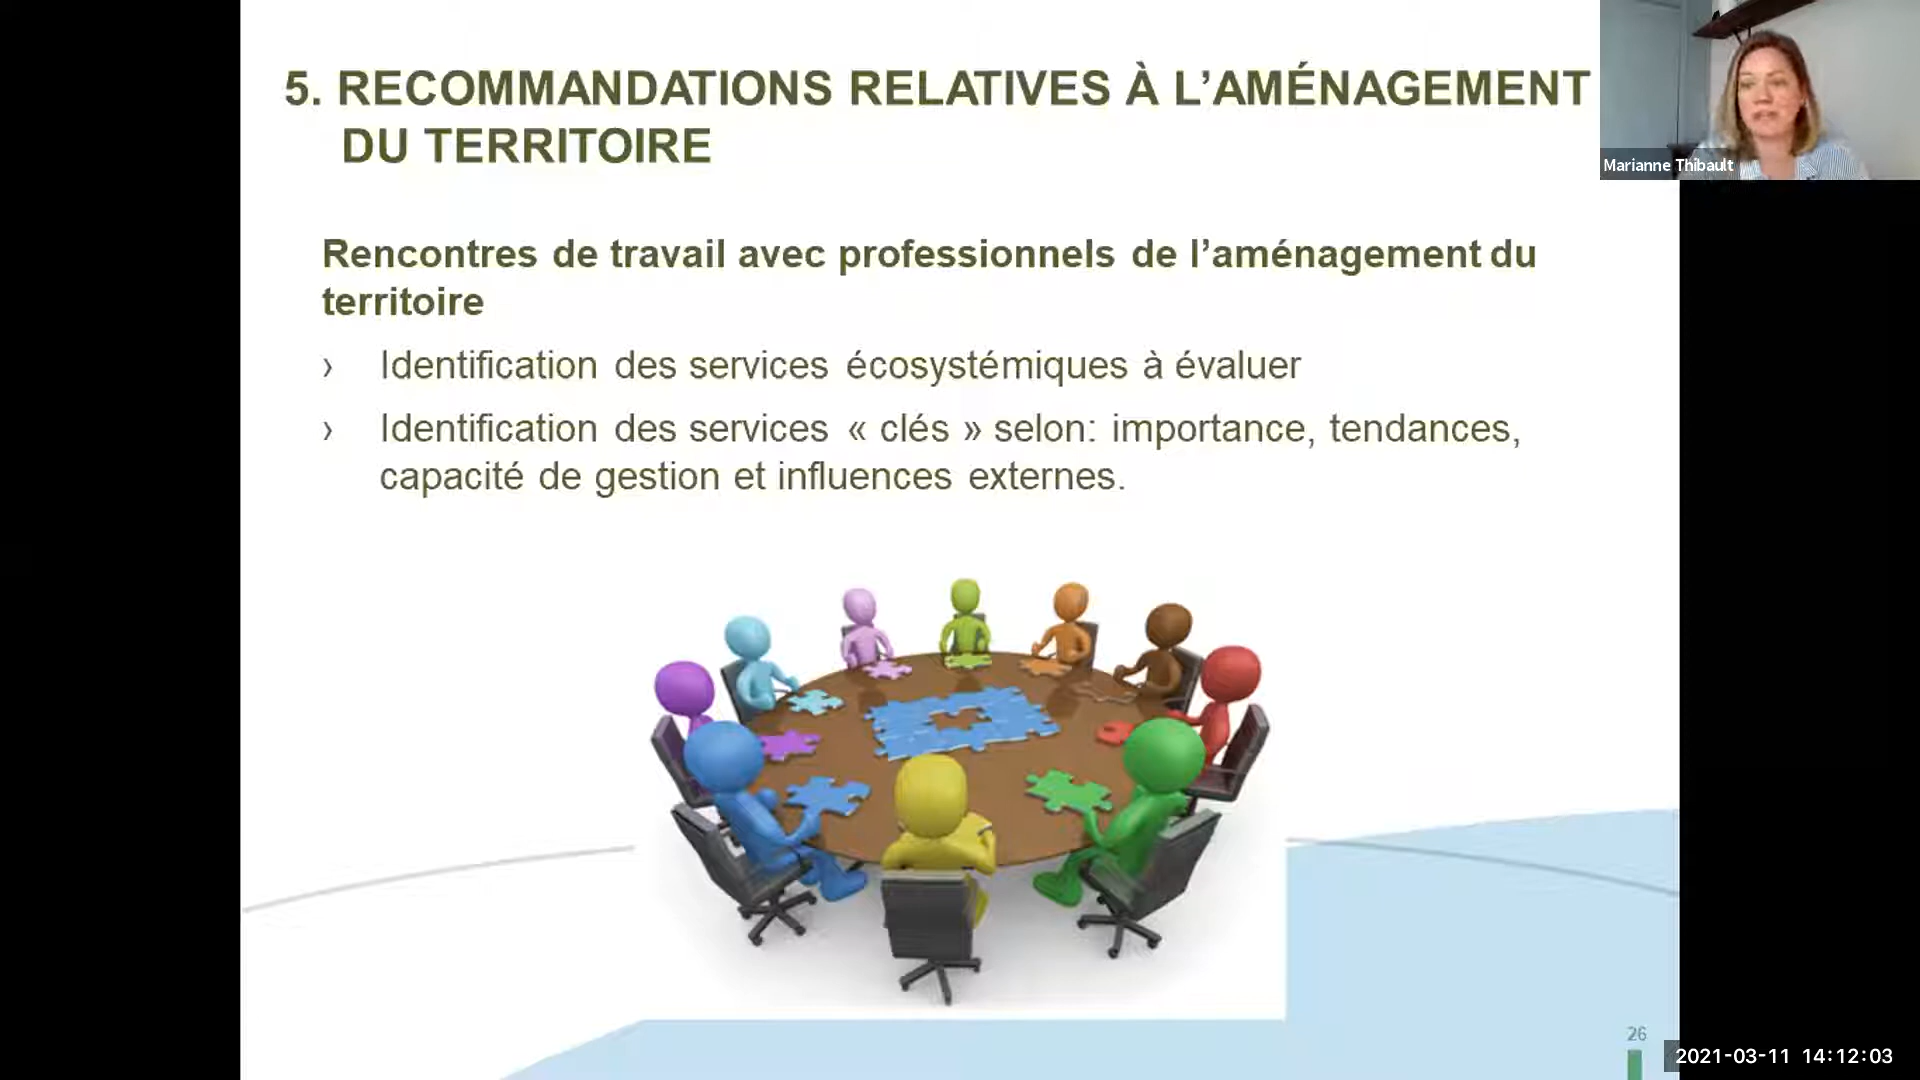 5. RECOMMANDATIONS RELATIVES À L’AMÉNAGEMENT
DU TERRITOIRE
Marianne Thibault
Rencontres de travail avec professionnels de l’aménagement du
territoire
› Identification des services écosystémiques à évaluer
› Identification des services « clés » selon: importance, tendances,
capacité de gestion et influences externes.
26
2021-03-11 14:12:03